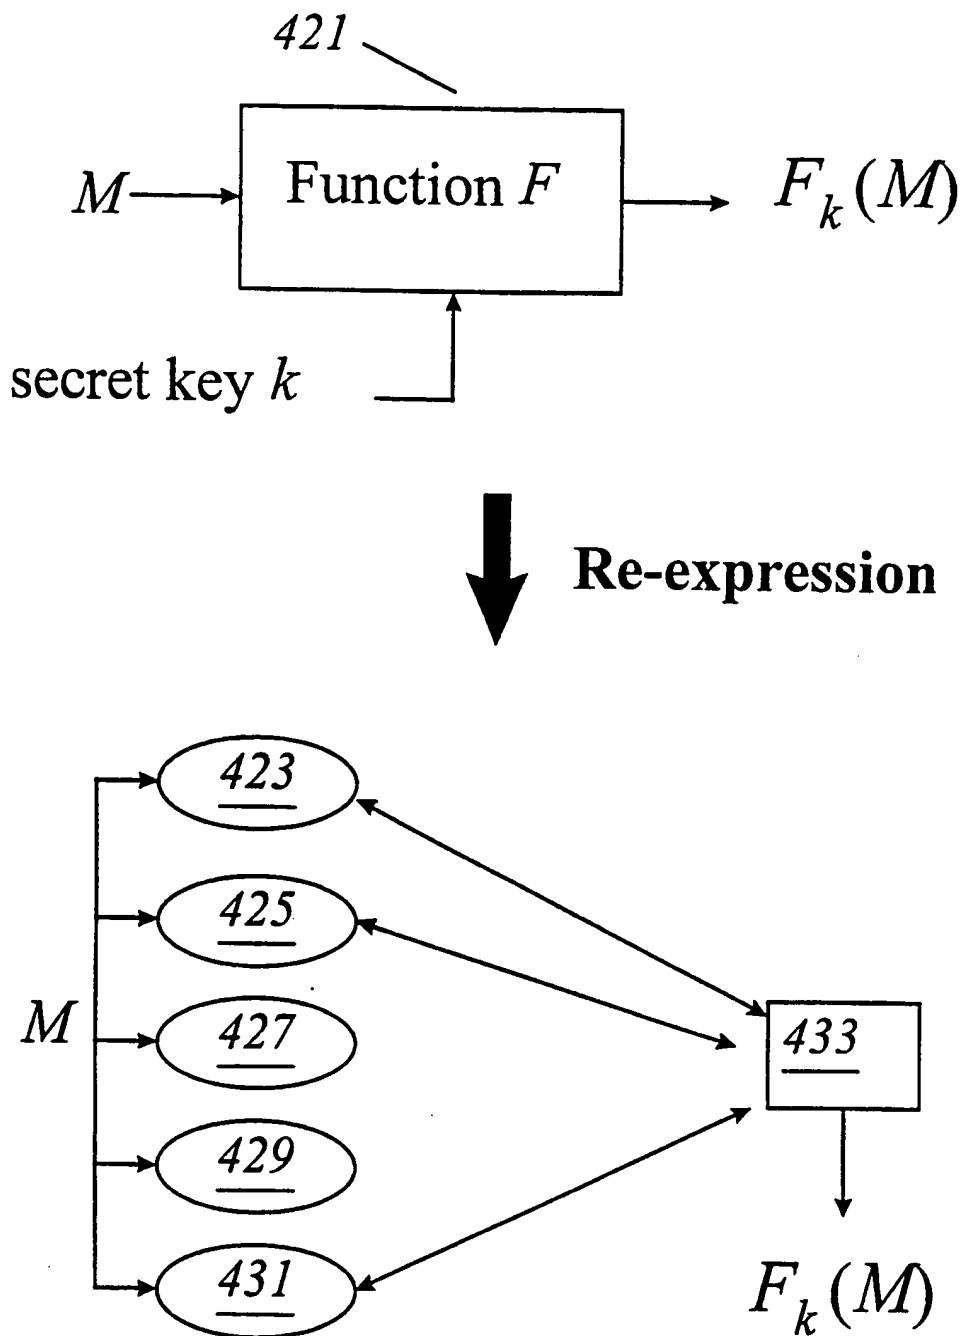 421
M
Function F
F_k(M)
secret key k
Re-expression
423
425
M
427
433
429
431
F_k(M)